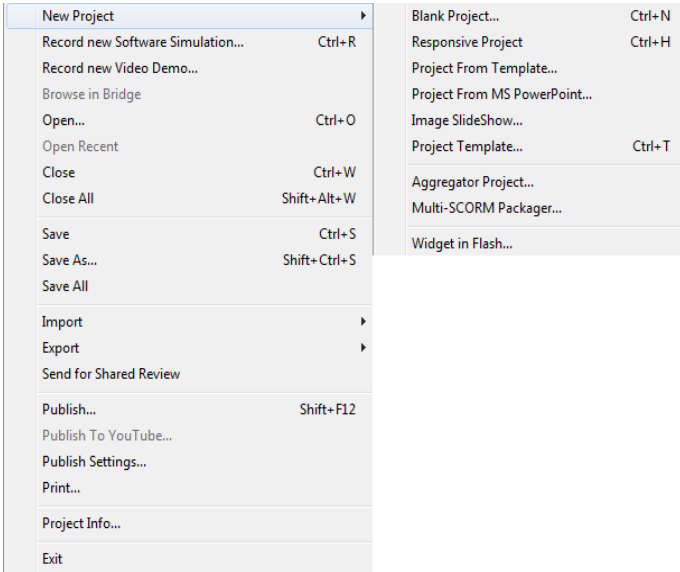 New Project
Record new Software Simulation... Ctrl+R
Record new Video Demo...
Browse in Bridge
Open... Ctrl+O
Open Recent
Close Ctrl+W
Close All Shift+Alt+W
Save Ctrl+S
Save As... Shift+Ctrl+S
Save All
Import
Export
Send for Shared Review
Publish... Shift+F12
Publish To YouTube...
Publish Settings...
Print...
Project Info...
Exit
Blank Project... Ctrl+N
Responsive Project Ctrl+H
Project From Template...
Project From MS PowerPoint...
Image SlideShow...
Project Template... Ctrl+T
Aggregator Project...
Multi-SCORM Packager...
Widget in Flash...